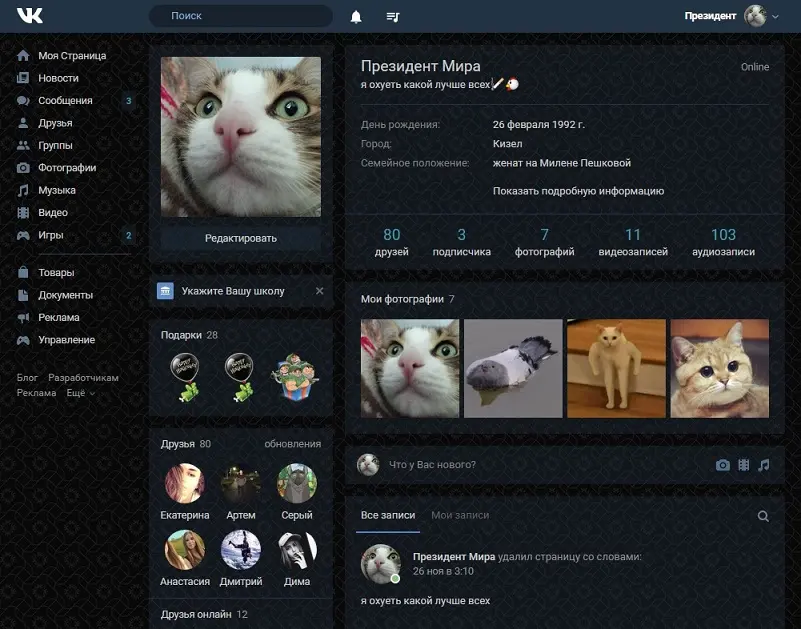 VK
Поиск
Президент
Моя Страница
Новости
Сообщения 3
Друзья
Группы
Фотографии
Музыка
Видео
Игры 2
Товары
Документы
Реклама
Управление
Блог Разработчикам
Реклама Ещё
Редактировать
Укажите Вашу школу
Подарки 28
Друзья 80 обновления
Екатерина Артем Серый
Анастасия Дмитрий Дима
Друзья онлайн 12
Президент Мира Online
я охуеть какой лучше всех
День рождения: 26 февраля 1992 г.
Город: Кизел
Семейное положение: женат на Милене Пешковой
Показать подробную информацию
80 3 7 11 103
друзей подписчика фотографий видеозаписей аудиозаписи
Мои фотографии 7
Что у Вас нового?
Все записи Мои записи
Президент Мира удалил страницу со словами:
26 ноя в 3:10
я охуеть какой лучше всех